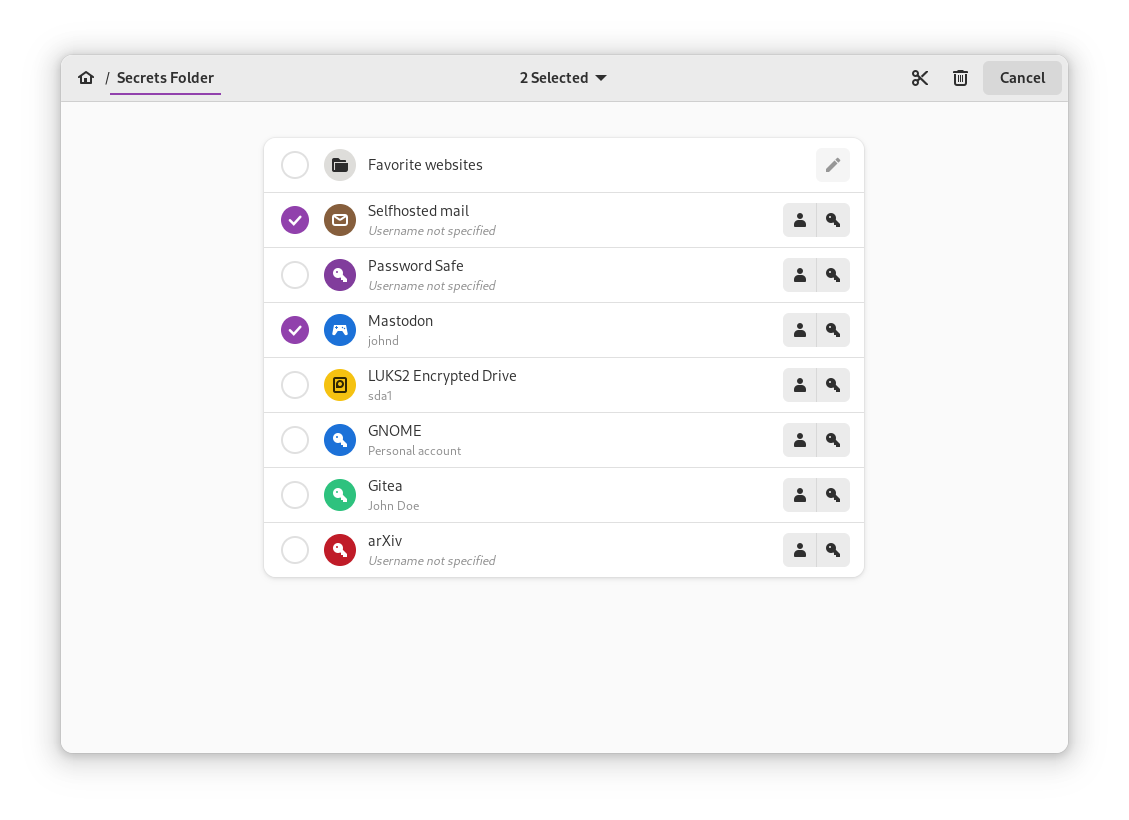 / Secrets Folder
2 Selected
Cancel
Favorite websites
Selfhosted mail
Username not specified
Password Safe
Username not specified
Mastodon
johnd
LUKS2 Encrypted Drive
sda1
GNOME
Personal account
Gitea
John Doe
arXiv
Username not specified